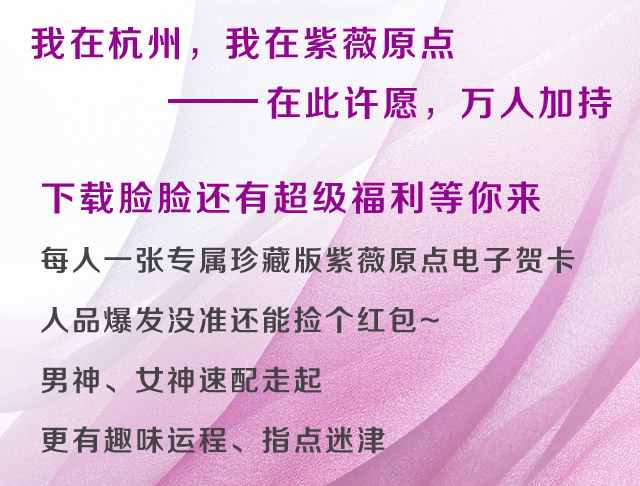 我在杭州，我在紫薇原点
——在此许愿，万人加持
下载脸脸还有超级福利等你来
每人一张专属珍藏版紫薇原点电子贺卡
人品爆发没准还能捡个红包~
男神、女神速配走起
更有趣味运程、指点迷津